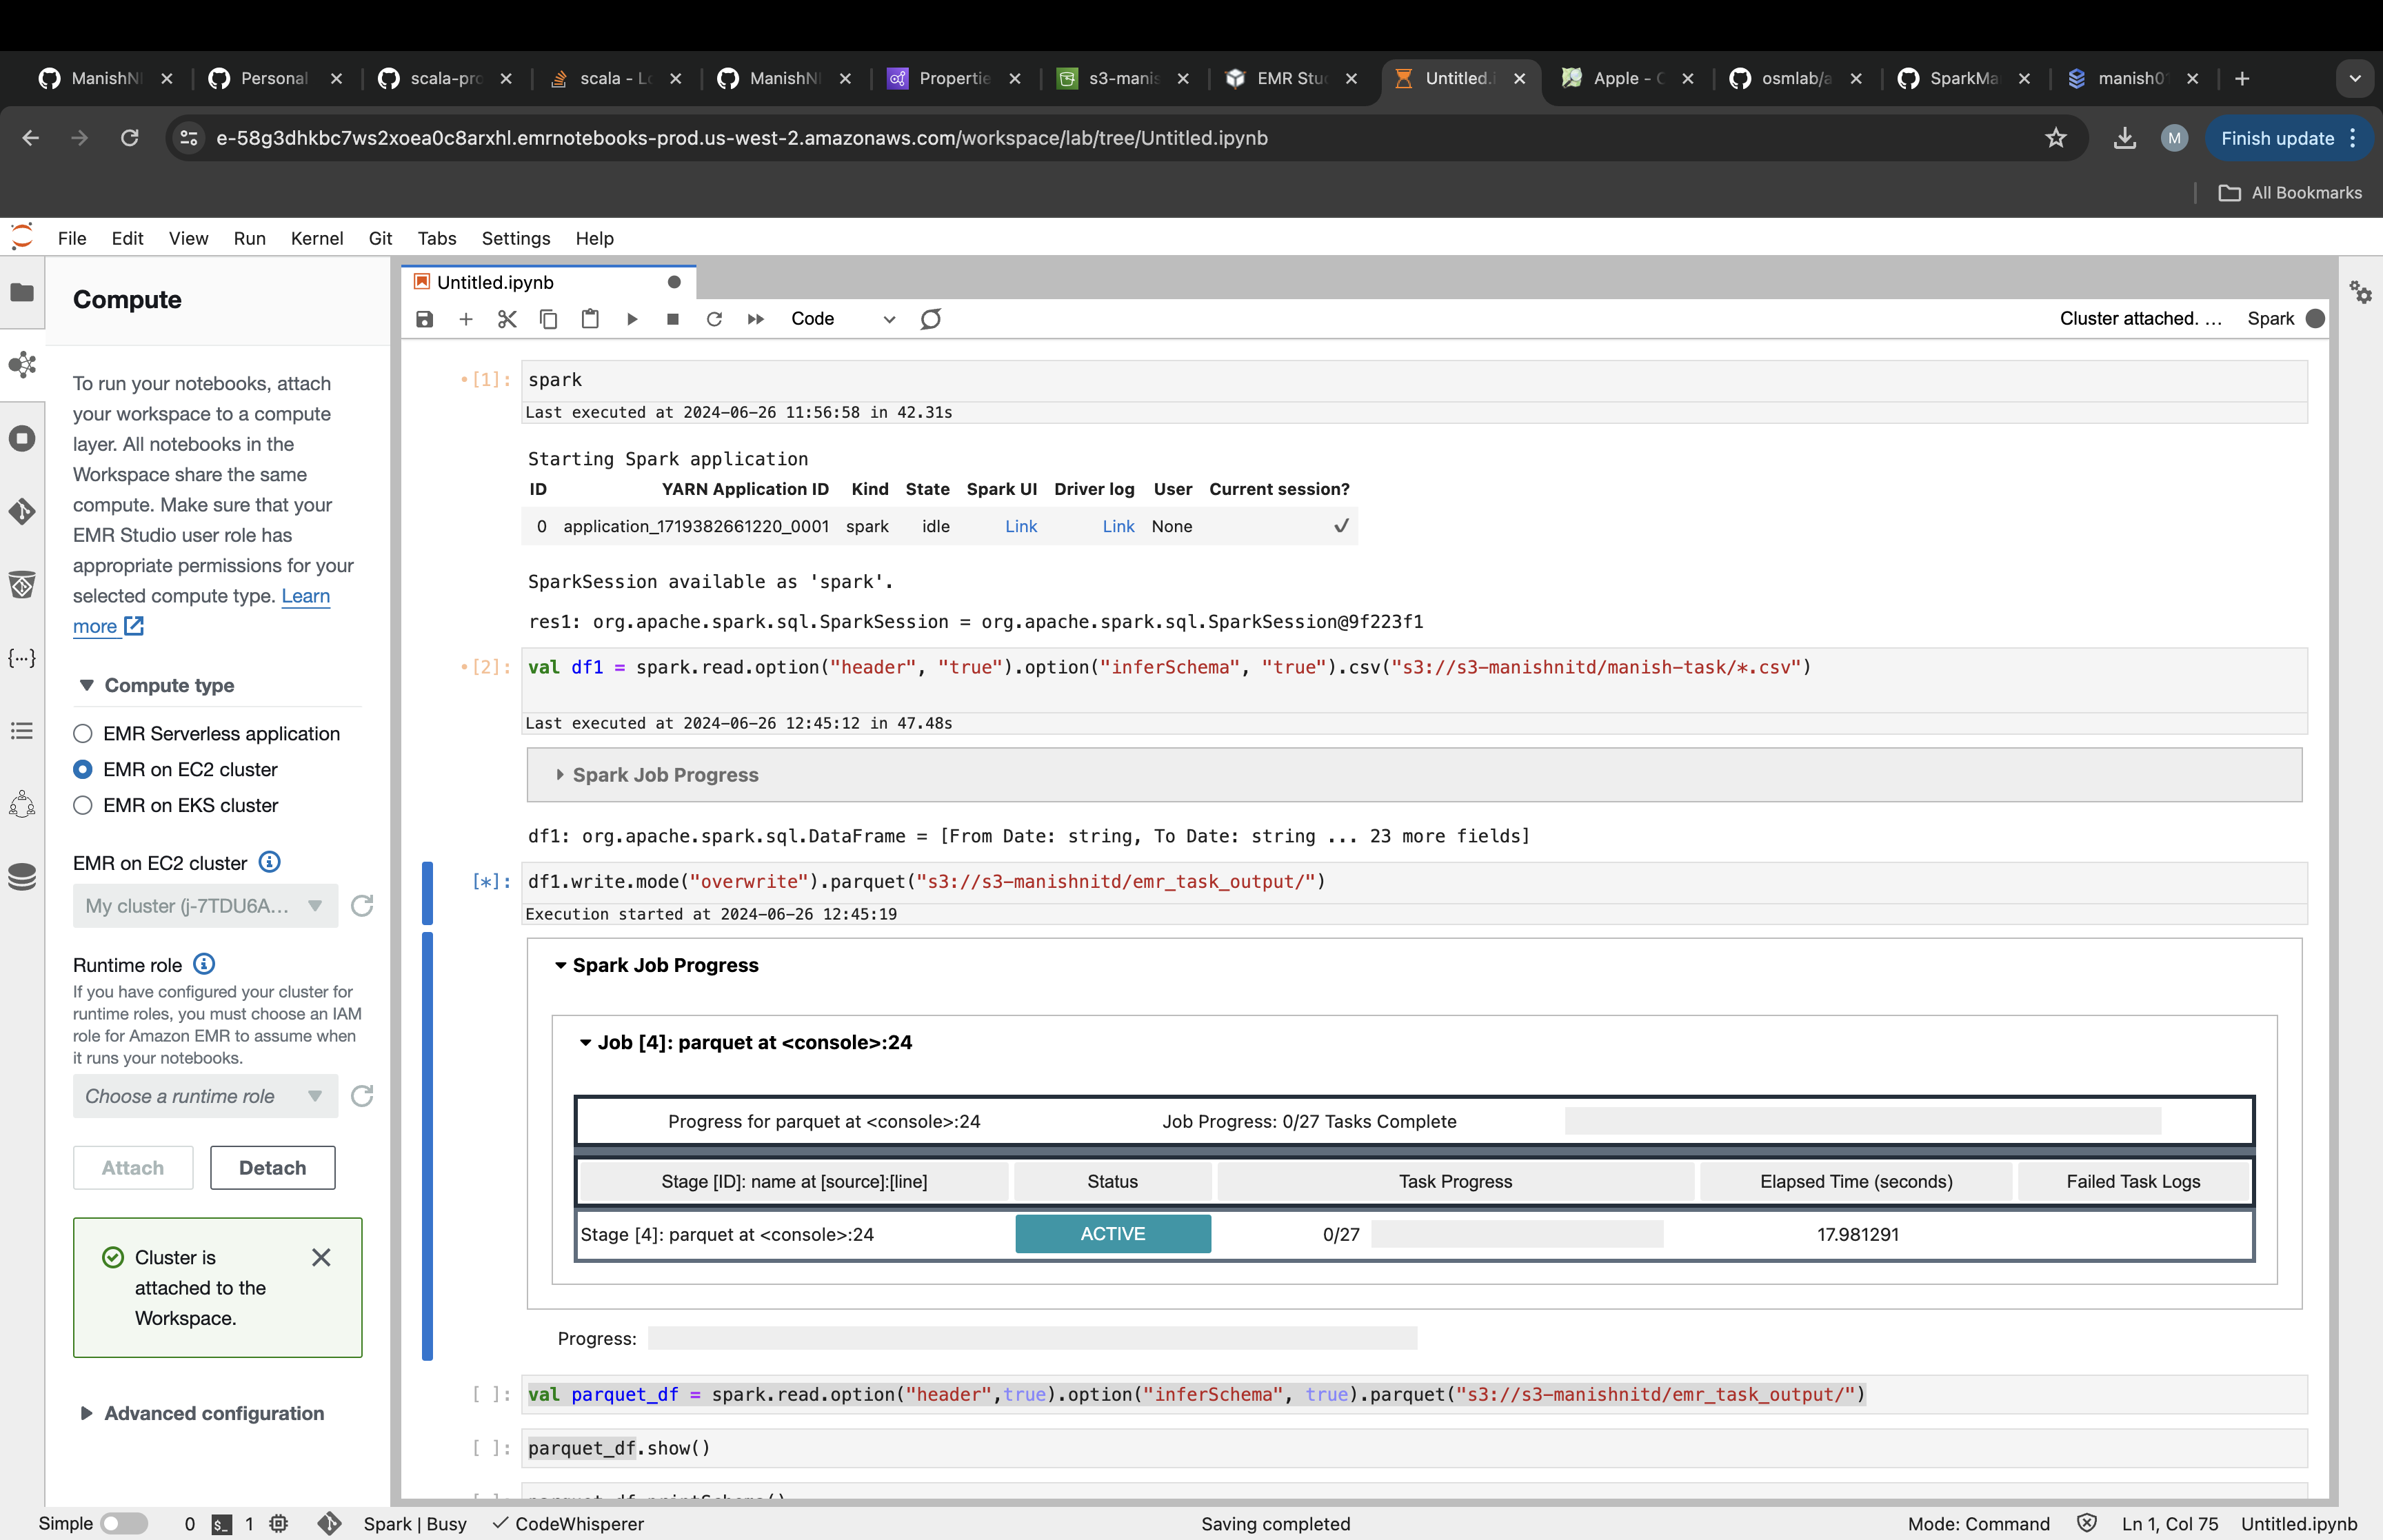 ManishNI
Personal
scala-pro
scala - Lo
ManishNI
Propertie
s3-manis
EMR Stud
Untitled.i
Apple - C
osmlab/a
SparkMa
manish01
e-58g3dhkbc7ws2xoea0c8arxhl.emrnotebooks-prod.us-west-2.amazonaws.com/workspace/lab/tree/Untitled.ipynb
M
Finish update
All Bookmarks
File Edit View Run Kernel Git Tabs Settings Help
Compute
To run your notebooks, attach
your workspace to a compute
layer. All notebooks in the
Workspace share the same
compute. Make sure that your
EMR Studio user role has
appropriate permissions for your
selected compute type. Learn
more
Compute type
EMR Serverless application
EMR on EC2 cluster
EMR on EKS cluster
EMR on EC2 cluster
My cluster (j-7TDU6A...
Runtime role
If you have configured your cluster for
runtime roles, you must choose an IAM
role for Amazon EMR to assume when
it runs your notebooks.
Choose a runtime role
Attach Detach
Cluster is
attached to the
Workspace.
Advanced configuration
Untitled.ipynb
Code
Cluster attached. ... Spark
[1]: spark
Last executed at 2024-06-26 11:56:58 in 42.31s
Starting Spark application
ID YARN Application ID Kind State Spark UI Driver log User Current session?
0 application_1719382661220_0001 spark idle Link Link None ✓
SparkSession available as 'spark'.
res1: org.apache.spark.sql.SparkSession = org.apache.spark.sql.SparkSession@9f223f1
[2]: val df1 = spark.read.option("header", "true").option("inferSchema", "true").csv("s3://s3-manishnitd/manish-task/*.csv")
Last executed at 2024-06-26 12:45:12 in 47.48s
Spark Job Progress
df1: org.apache.spark.sql.DataFrame = [From Date: string, To Date: string ... 23 more fields]
[*]: df1.write.mode("overwrite").parquet("s3://s3-manishnitd/emr_task_output/")
Execution started at 2024-06-26 12:45:19
Spark Job Progress
Job [4]: parquet at <console>:24
Progress for parquet at <console>:24 Job Progress: 0/27 Tasks Complete
Stage [ID]: name at [source]:[line] Status Task Progress Elapsed Time (seconds) Failed Task Logs
Stage [4]: parquet at <console>:24 ACTIVE 0/27 17.981291
Progress:
[ ]: val parquet_df = spark.read.option("header",true).option("inferSchema", true).parquet("s3://s3-manishnitd/emr_task_output/")
[ ]: parquet_df.show()
[ ]: parquet_df.printSchema()
Simple 0 $_ 1 Spark | Busy ✓ CodeWhisperer Saving completed Mode: Command Ln 1, Col 75 Untitled.ipynb